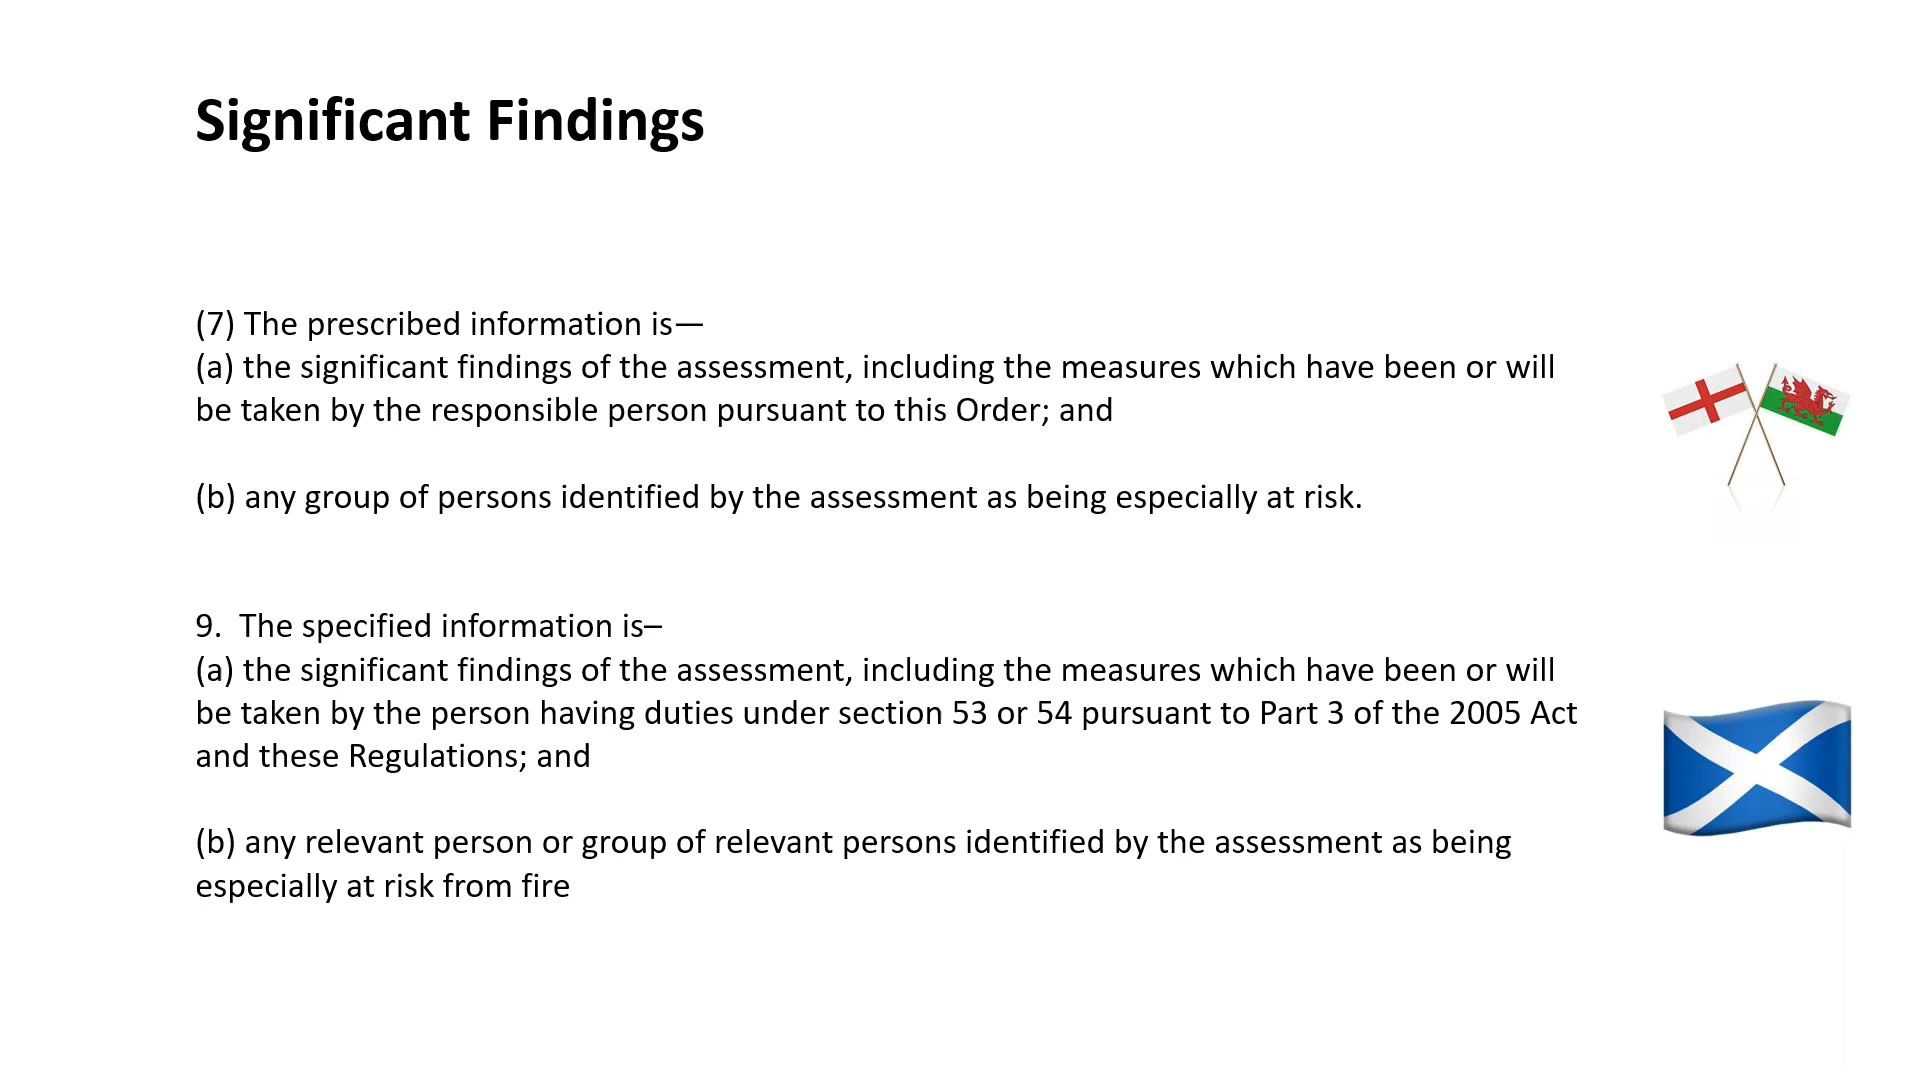 Significant Findings
(7) The prescribed information is—
(a) the significant findings of the assessment, including the measures which have been or will
be taken by the responsible person pursuant to this Order; and
(b) any group of persons identified by the assessment as being especially at risk.
9.  The specified information is–
(a) the significant findings of the assessment, including the measures which have been or will
be taken by the person having duties under section 53 or 54 pursuant to Part 3 of the 2005 Act
and these Regulations; and
(b) any relevant person or group of relevant persons identified by the assessment as being
especially at risk from fire